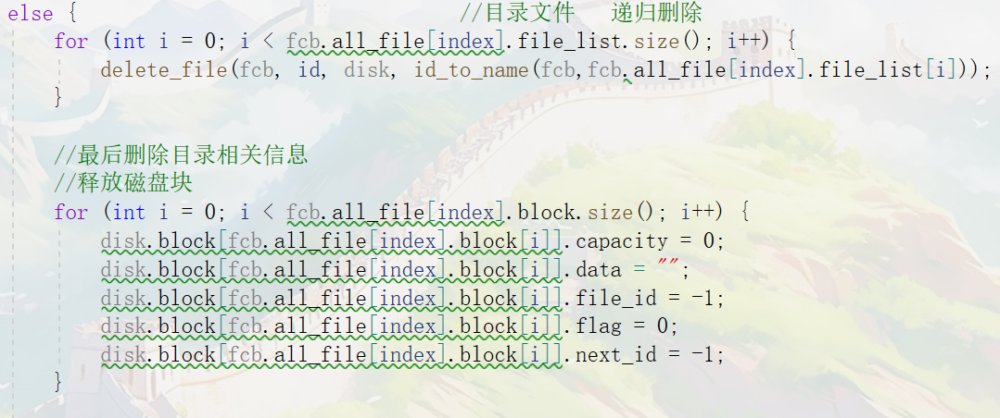 else {                                  //目录文件   递归删除
    for (int i = 0; i < fcb.all_file[index].file_list.size(); i++) {
        delete_file(fcb, id, disk, id_to_name(fcb,fcb.all_file[index].file_list[i]));
    }
    //最后删除目录相关信息
    //释放磁盘块
    for (int i = 0; i < fcb.all_file[index].block.size(); i++) {
        disk.block[fcb.all_file[index].block[i]].capacity = 0;
        disk.block[fcb.all_file[index].block[i]].data = "";
        disk.block[fcb.all_file[index].block[i]].file_id = -1;
        disk.block[fcb.all_file[index].block[i]].flag = 0;
        disk.block[fcb.all_file[index].block[i]].next_id = -1;
    }